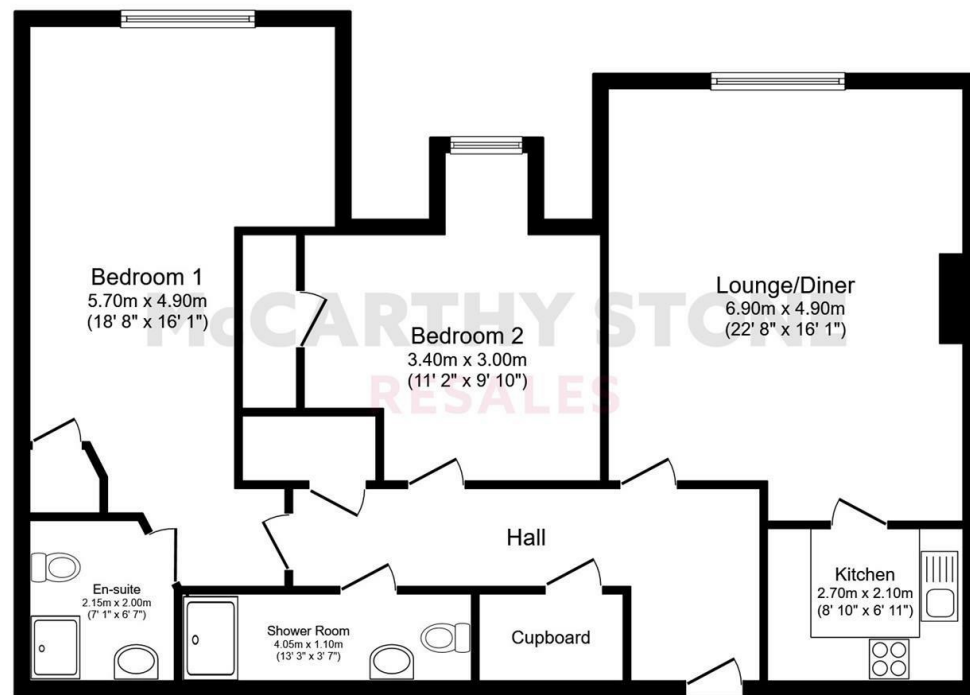 Bedroom 1
5.70m x 4.90m
(18' 8" x 16' 1")
Bedroom 2
3.40m x 3.00m
(11' 2" x 9' 10")
Lounge/Diner
6.90m x 4.90m
(22' 8" x 16' 1")
McCARTHY STONE
RESALES
Hall
En-suite
2.15m x 2.00m
(7' 1" x 6' 7")
Shower Room
4.05m x 1.10m
(13' 3" x 3' 7")
Cupboard
Kitchen
2.70m x 2.10m
(8' 10" x 6' 11")